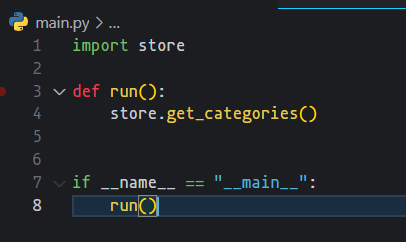 main.py > ...
1 import store
2
3 def run():
4     store.get_categories()
5
6
7 if __name__ == "__main__":
8     run()